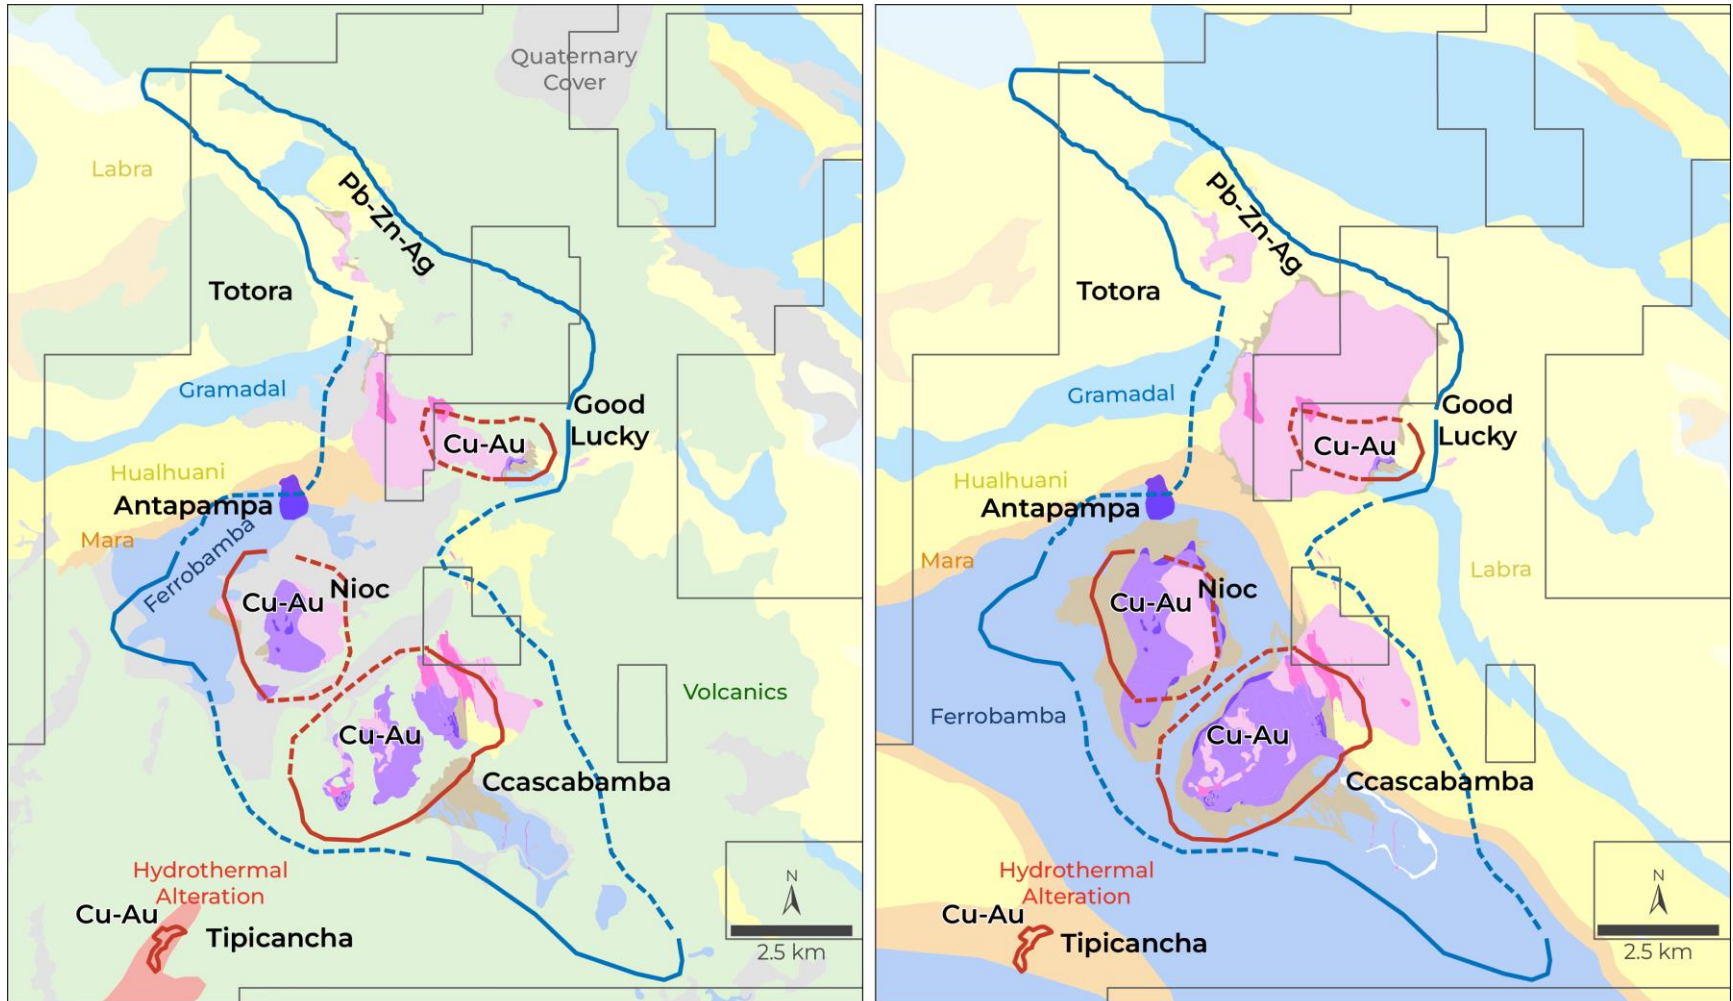 Quaternary
Cover
Labra
Pb-Zn-Ag
Totora
Gramadal
Good
Lucky
Cu-Au
Hualhuani
Antapampa
Mara
Ferrobamba
Cu-Au
Nioc
Volcanics
Cu-Au
Ccascabamba
Hydrothermal
Alteration
Cu-Au
Tipicancha
N
2.5 km
Pb-Zn-Ag
Totora
Gramadal
Good
Lucky
Cu-Au
Hualhuani
Antapampa
Mara
Labra
Cu-Au
Nioc
Ferrobamba
Cu-Au
Ccascabamba
Hydrothermal
Alteration
Cu-Au
Tipicancha
N
2.5 km